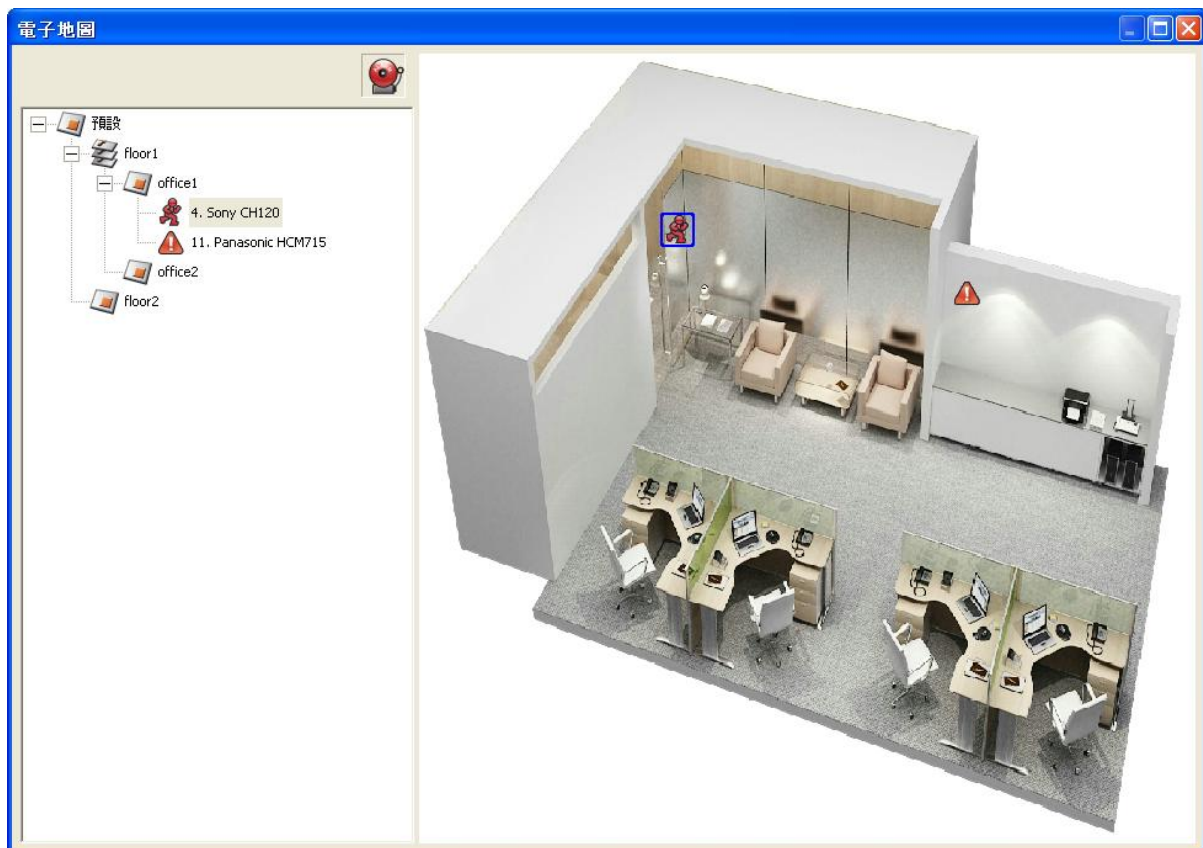 電子地圖
預設
floor1
office1
4. Sony CH120
11. Panasonic HCM715
office2
floor2